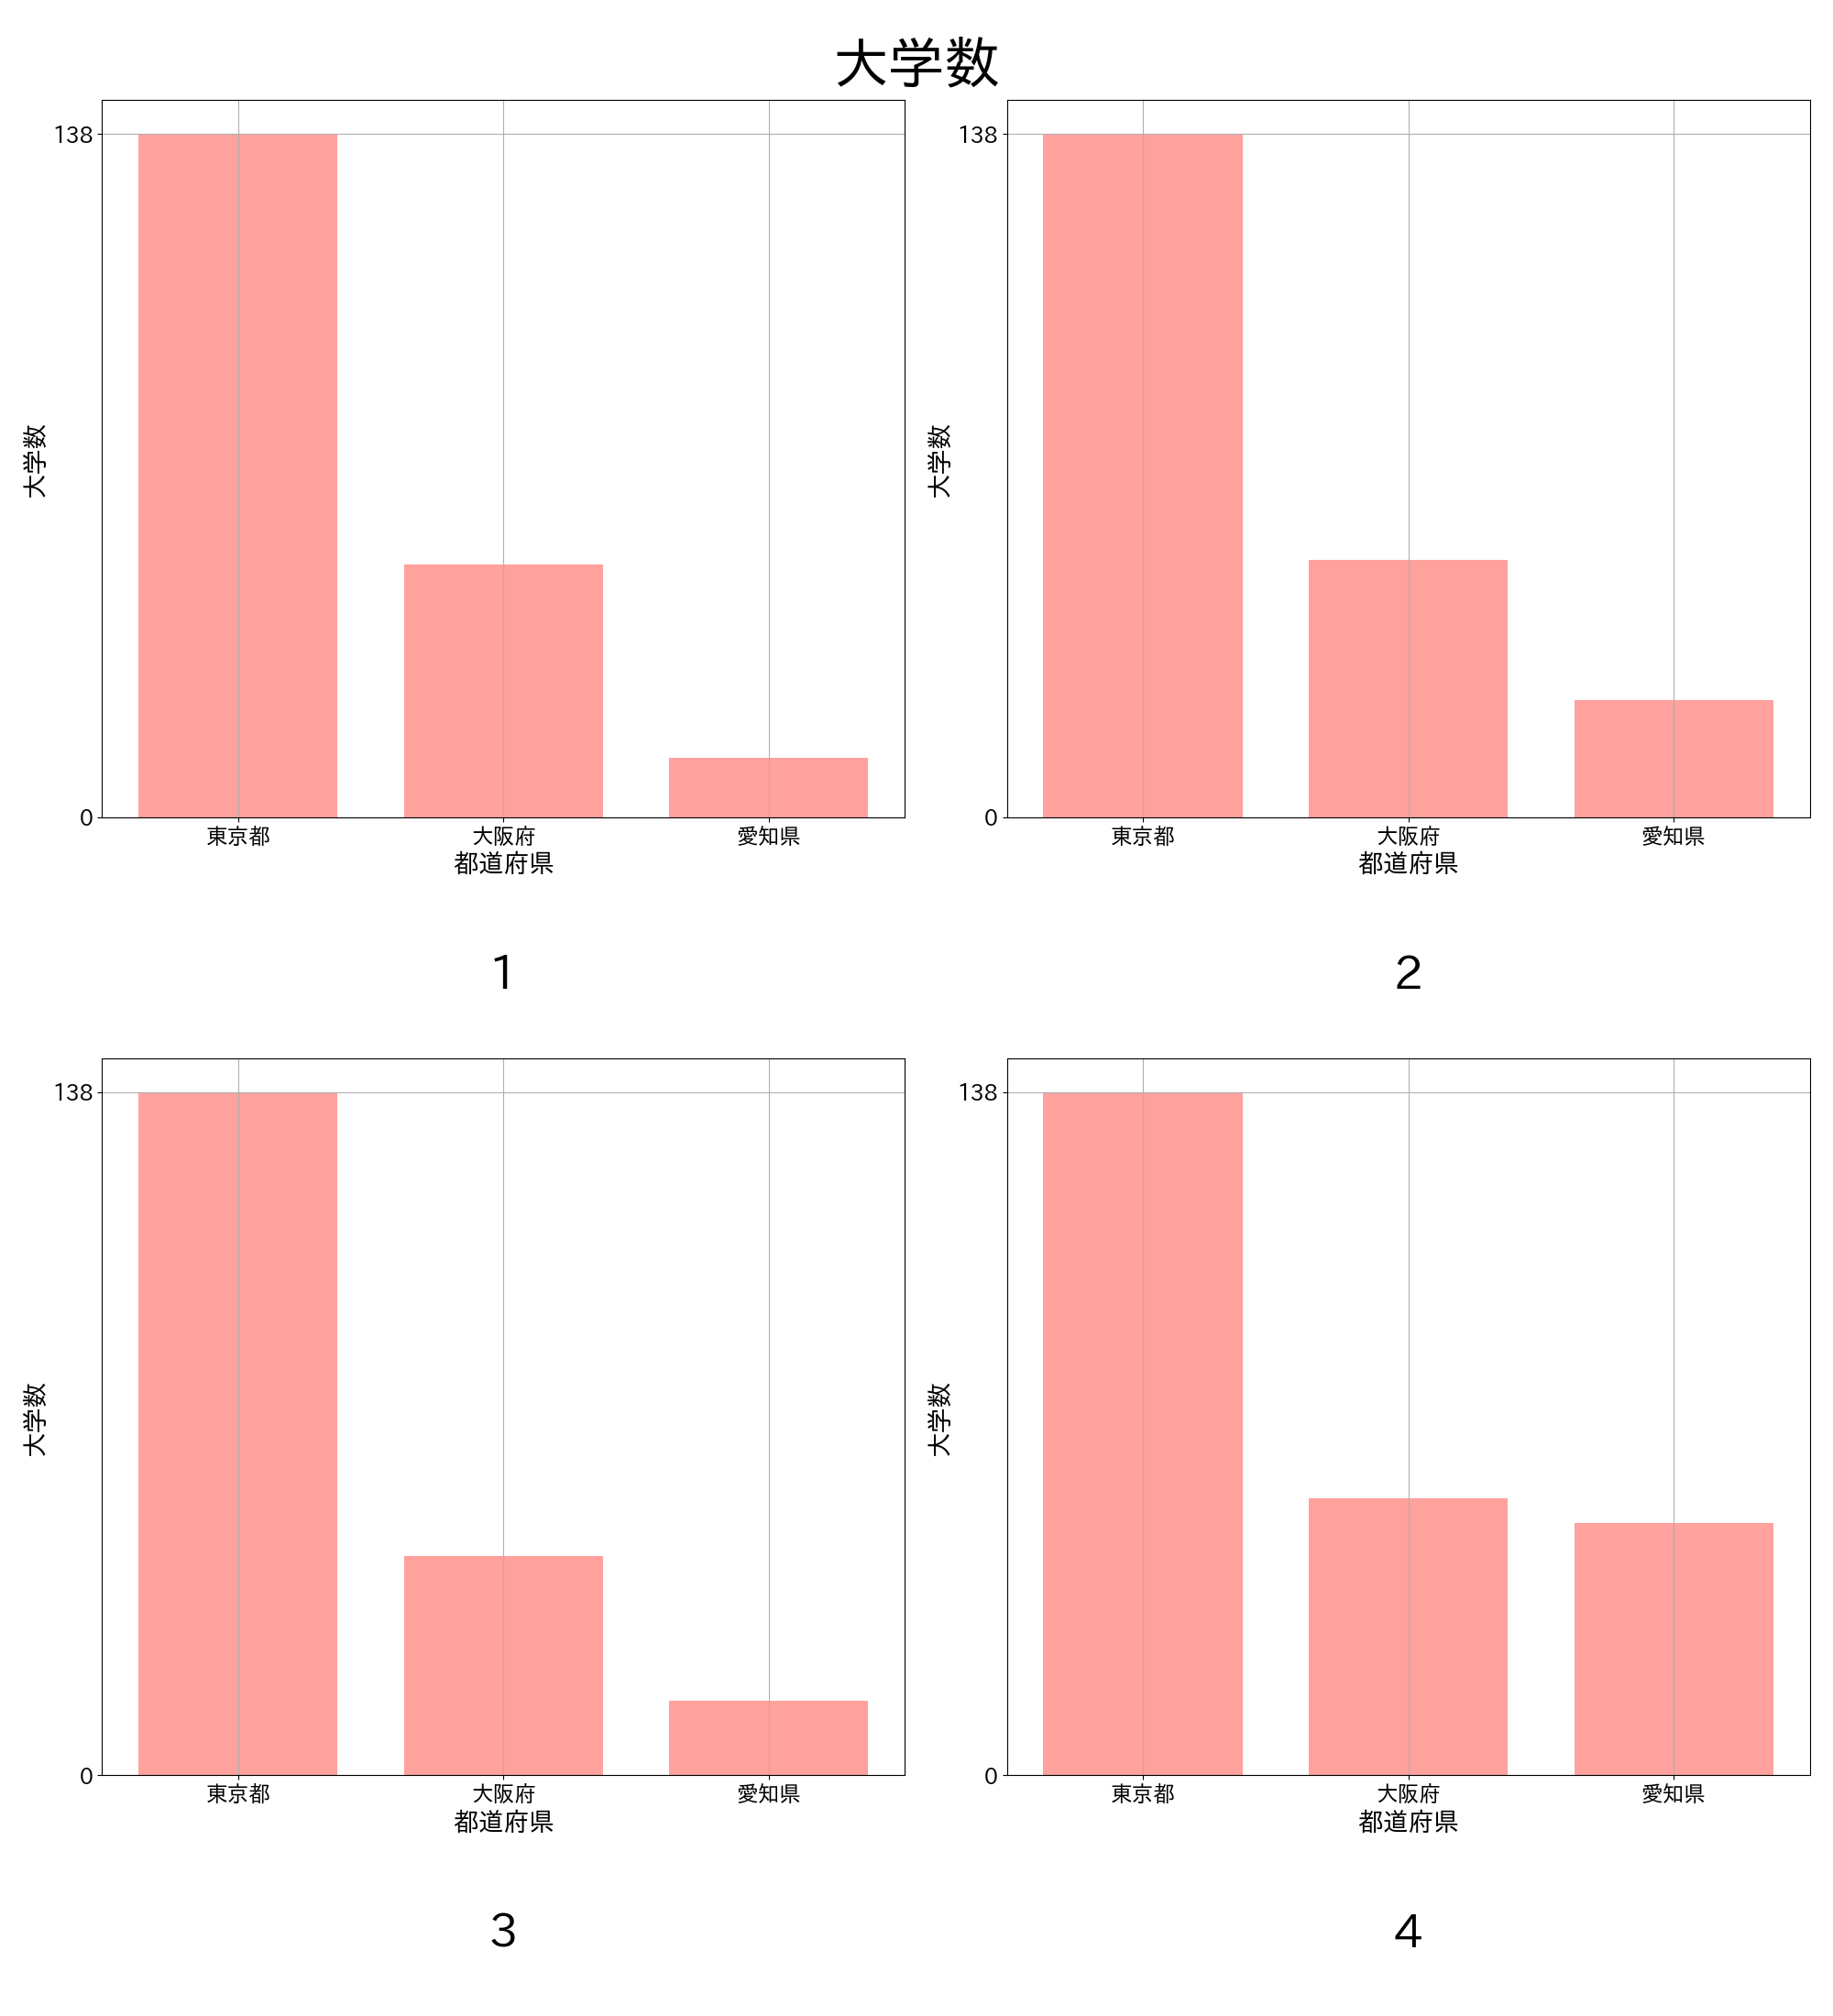 大学数
138
0
大学数
東京都 大阪府 愛知県
都道府県
1
138
0
大学数
東京都 大阪府 愛知県
都道府県
2
138
0
大学数
東京都 大阪府 愛知県
都道府県
3
138
0
大学数
東京都 大阪府 愛知県
都道府県
4